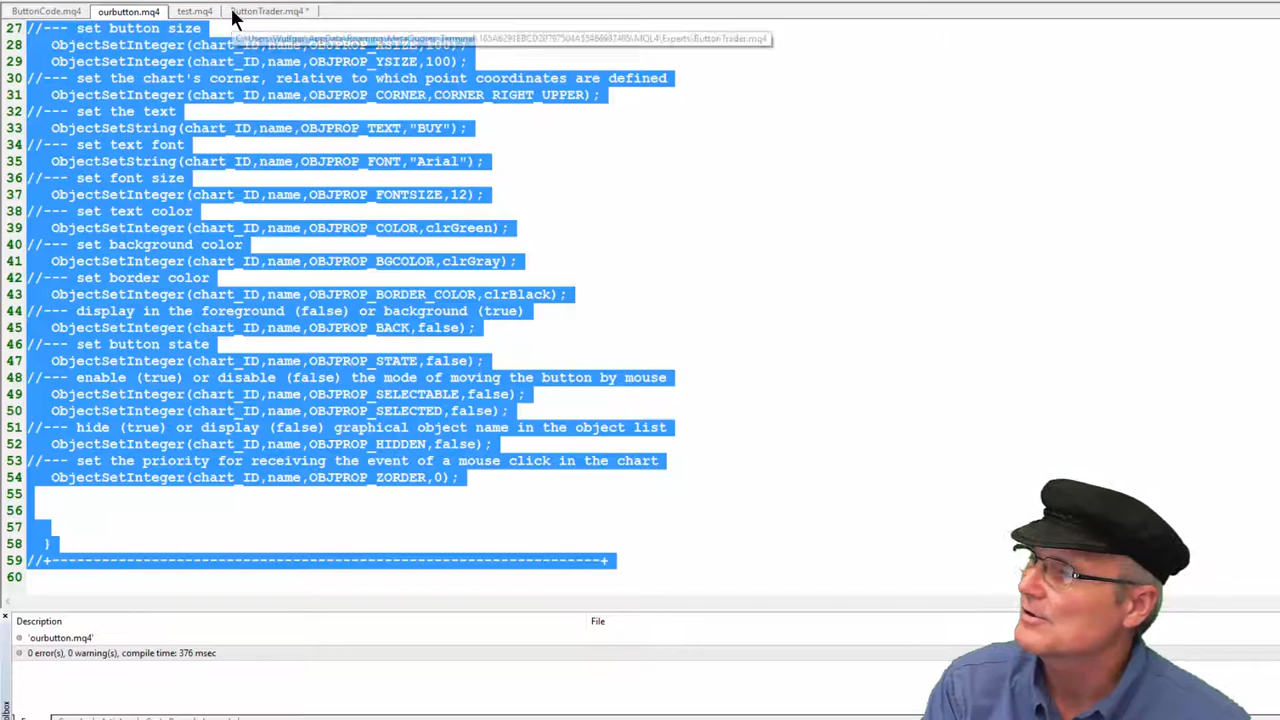 ButtonCode.mq4 ourbutton.mq4 test.mq4 ButtonTrader.mq4 *
27 //--- set button size
28 ObjectSetInteger(chart_ID,name,OBJPROP_XSIZE,100);
29 ObjectSetInteger(chart_ID,name,OBJPROP_YSIZE,100);
30 //--- set the chart's corner, relative to which point coordinates are defined
31 ObjectSetInteger(chart_ID,name,OBJPROP_CORNER,CORNER_RIGHT_UPPER);
32 //--- set the text
33 ObjectSetString(chart_ID,name,OBJPROP_TEXT,"BUY");
34 //--- set text font
35 ObjectSetString(chart_ID,name,OBJPROP_FONT,"Arial");
36 //--- set font size
37 ObjectSetInteger(chart_ID,name,OBJPROP_FONTSIZE,12);
38 //--- set text color
39 ObjectSetInteger(chart_ID,name,OBJPROP_COLOR,clrGreen);
40 //--- set background color
41 ObjectSetInteger(chart_ID,name,OBJPROP_BGCOLOR,clrGray);
42 //--- set border color
43 ObjectSetInteger(chart_ID,name,OBJPROP_BORDER_COLOR,clrBlack);
44 //--- display in the foreground (false) or background (true)
45 ObjectSetInteger(chart_ID,name,OBJPROP_BACK,false);
46 //--- set button state
47 ObjectSetInteger(chart_ID,name,OBJPROP_STATE,false);
48 //--- enable (true) or disable (false) the mode of moving the button by mouse
49 ObjectSetInteger(chart_ID,name,OBJPROP_SELECTABLE,false);
50 ObjectSetInteger(chart_ID,name,OBJPROP_SELECTED,false);
51 //--- hide (true) or display (false) graphical object name in the object list
52 ObjectSetInteger(chart_ID,name,OBJPROP_HIDDEN,false);
53 //--- set the priority for receiving the event of a mouse click in the chart
54 ObjectSetInteger(chart_ID,name,OBJPROP_ZORDER,0);
55
56
57
58 }
59 //+------------------------------------------------------------------+
60
Description File
'ourbutton.mq4'
0 error(s), 0 warning(s), compile time: 376 msec